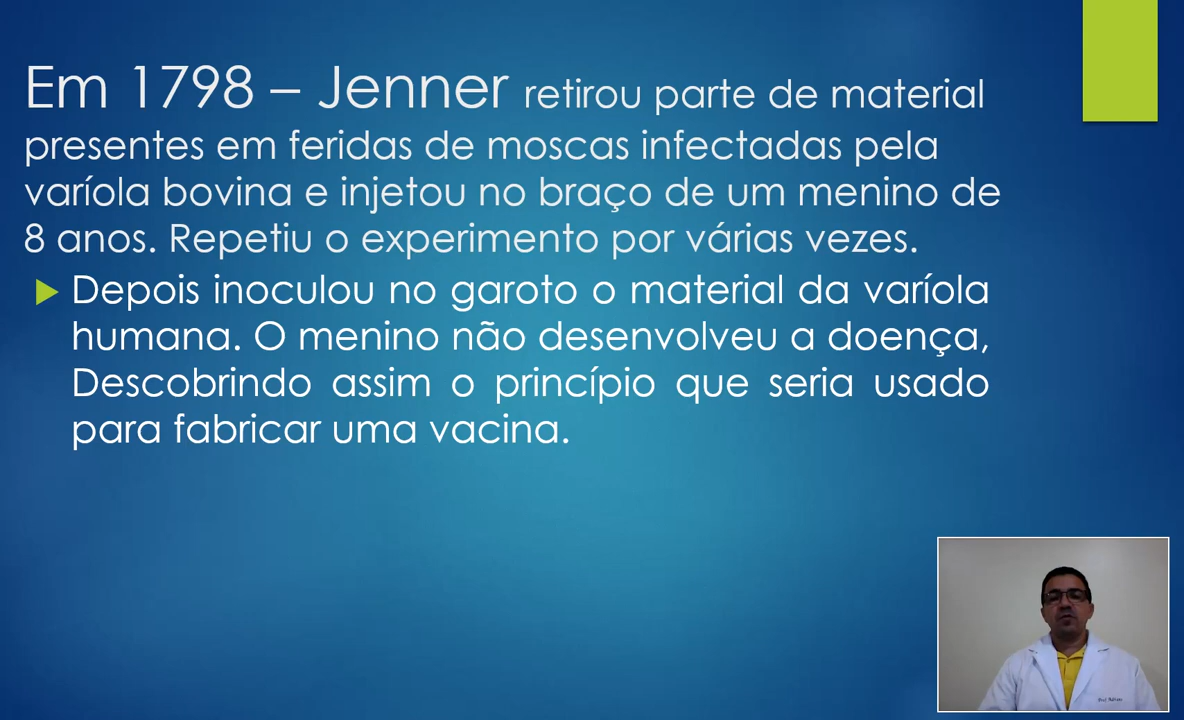 Em 1798 – Jenner retirou parte de material
presentes em feridas de moscas infectadas pela
varíola bovina e injetou no braço de um menino de
8 anos. Repetiu o experimento por várias vezes.
Depois inoculou no garoto o material da varíola
humana. O menino não desenvolveu a doença,
Descobrindo assim o princípio que seria usado
para fabricar uma vacina.